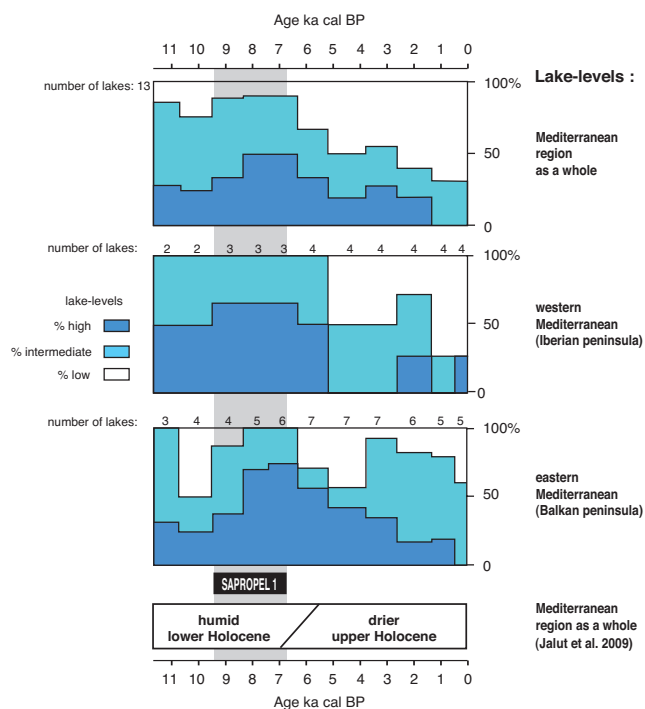 Age ka cal BP
11 10 9 8 7 6 5 4 3 2 1 0
number of lakes: 13
100%
50
0
Lake-levels :
Mediterranean
region
as a whole
number of lakes:
2 2 3 3 3 4 4 4 4 4 4
100%
50
0
lake-levels
% high
% intermediate
% low
western
Mediterranean
(Iberian peninsula)
number of lakes:
3 4 4 5 6 7 7 7 6 5 5
100%
50
0
eastern
Mediterranean
(Balkan peninsula)
SAPROPEL 1
humid
lower Holocene
drier
upper Holocene
Mediterranean
region as a whole
(Jalut et al. 2009)
11 10 9 8 7 6 5 4 3 2 1 0
Age ka cal BP